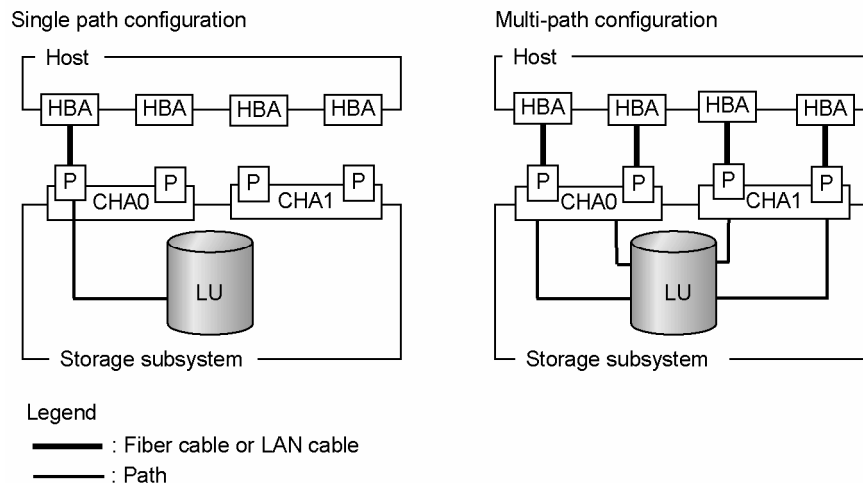 Single path configuration
Host
HBA HBA HBA HBA
P P P P
CHA0 CHA1
LU
Storage subsystem
Multi-path configuration
Host
HBA HBA HBA HBA
P P P P
CHA0 CHA1
LU
Storage subsystem
Legend
: Fiber cable or LAN cable
: Path